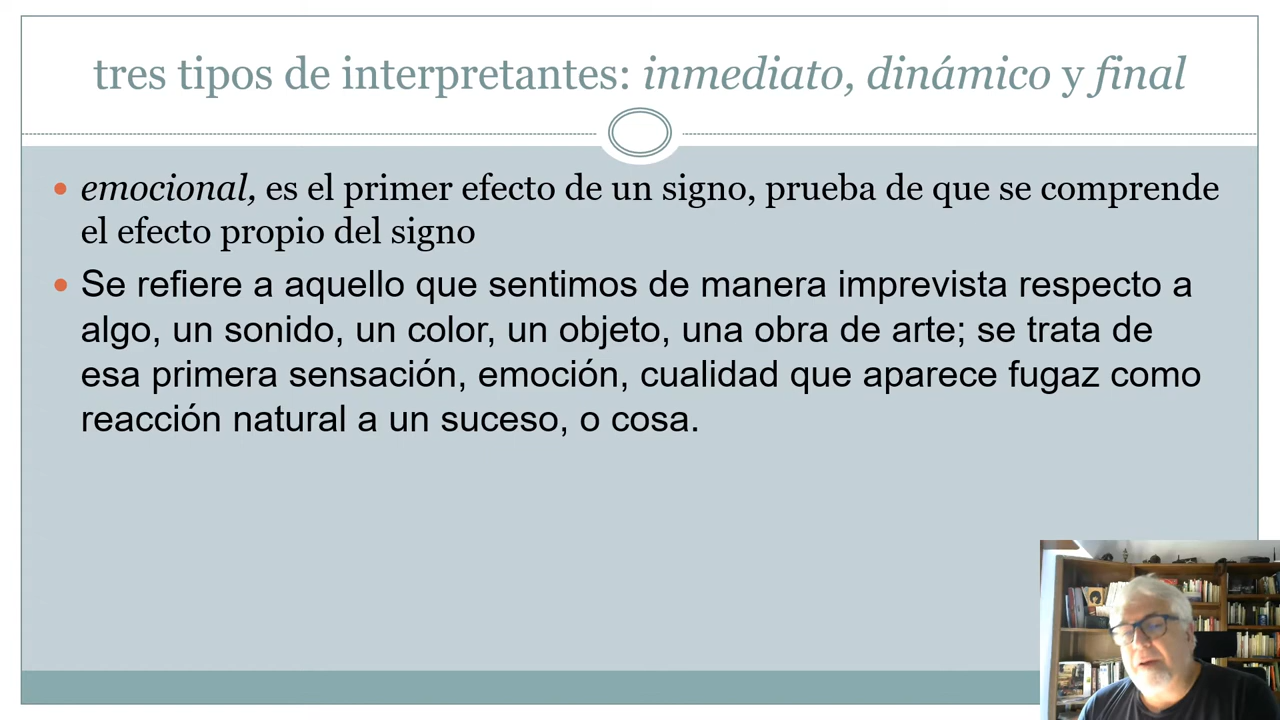 tres tipos de interpretantes: inmediato, dinámico y final
emocional, es el primer efecto de un signo, prueba de que se comprende
el efecto propio del signo
Se refiere a aquello que sentimos de manera imprevista respecto a
algo, un sonido, un color, un objeto, una obra de arte; se trata de
esa primera sensación, emoción, cualidad que aparece fugaz como
reacción natural a un suceso, o cosa.